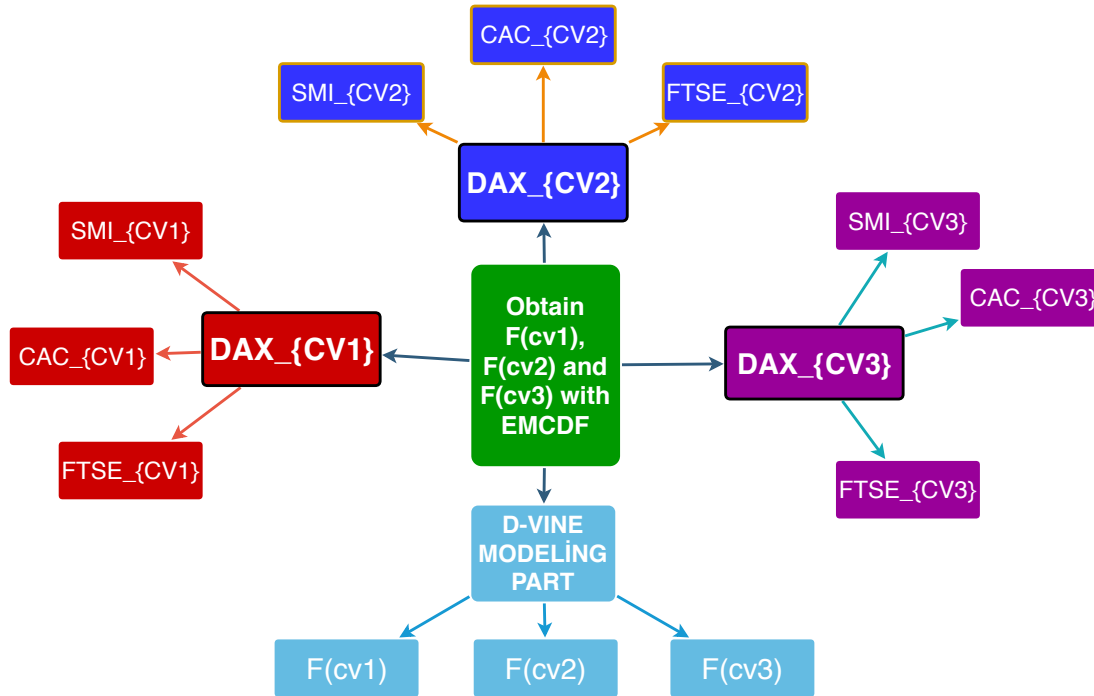 CAC_{CV2}
SMI_{CV2}
FTSE_{CV2}
DAX_{CV2}
SMI_{CV1}
CAC_{CV1}
DAX_{CV1}
FTSE_{CV1}
Obtain
F(cv1),
F(cv2) and
F(cv3) with
EMCDF
SMI_{CV3}
CAC_{CV3}
DAX_{CV3}
FTSE_{CV3}
D-VINE
MODELİNG
PART
F(cv1)
F(cv2)
F(cv3)